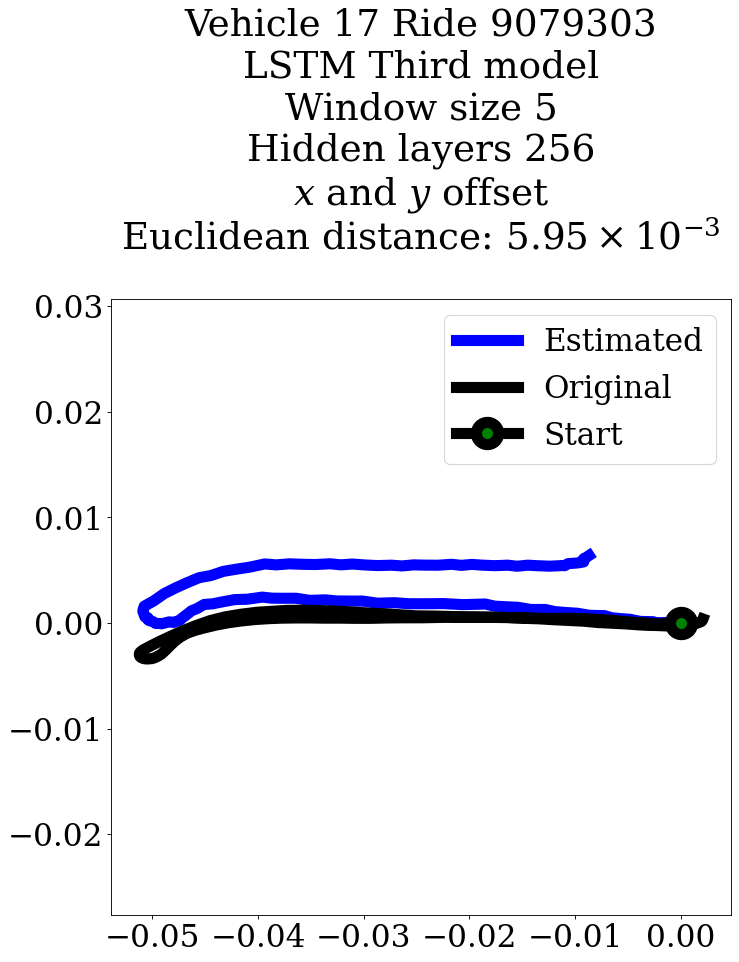 Vehicle 17 Ride 9079303
LSTM Third model
Window size 5
Hidden layers 256
x and y offset
Euclidean distance: 5.95 × 10⁻³
0.03
0.02
0.01
0.00
−0.01
−0.02
Estimated
Original
Start
−0.05 −0.04 −0.03 −0.02 −0.01 0.00